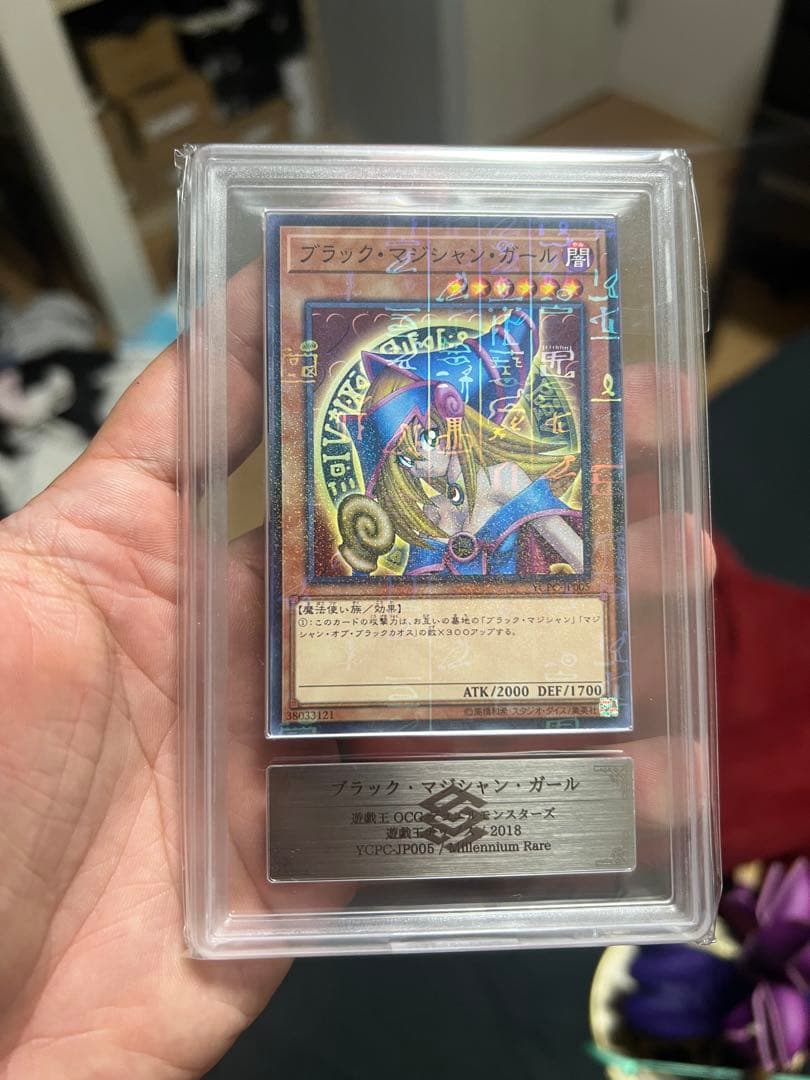 ブラック・マジシャン・ガール 闇
YCPC-JP005
【魔法使い族/効果】
①:このカードの攻撃力は、お互いの墓地の「ブラック・マジシャン」「マジ
シャン・オブ・ブラックカオス」の数×300アップする。
ATK/2000 DEF/1700
38033121 ©高橋和希 スタジオ・ダイス/集英社
ブラック・マジシャン・ガール
遊戯王 OCG モンスターズ
遊戯王 / 2018
YCPC-JP005 / Millennium Rare